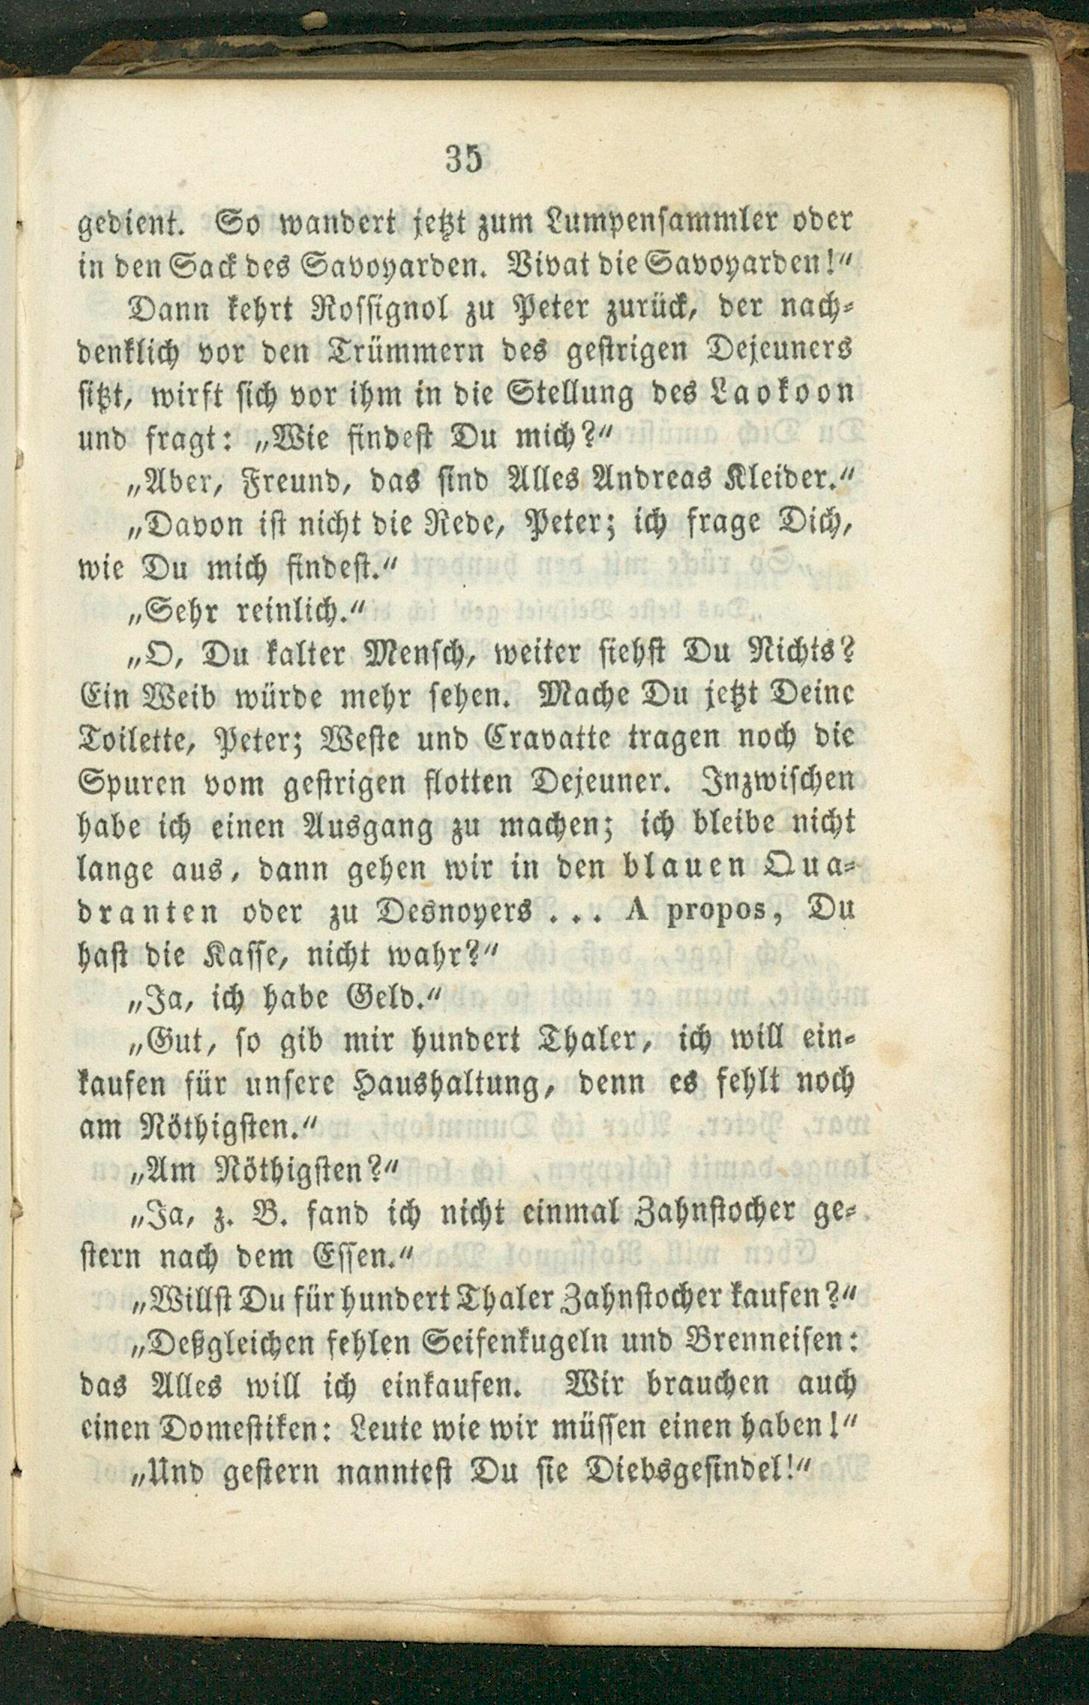 35
gedient. So wandert jetzt zum Lumpensammler oder
in den Sack des Savoyarden. Vivat die Savoyarden!“
Dann kehrt Rossignol zu Peter zurück, der nach-
denklich vor den Trümmern des gestrigen Dejeuners
sitzt, wirft sich vor ihm in die Stellung des Laokoon
und fragt: „Wie findest Du mich?“
„Aber, Freund, das sind Alles Andreas Kleider.“
„Davon ist nicht die Rede, Peter; ich frage Dich,
wie Du mich findest.“
„Sehr reinlich.“
„O, Du kalter Mensch, weiter siehst Du Nichts?
Ein Weib würde mehr sehen. Mache Du jetzt Deine
Toilette, Peter; Weste und Cravatte tragen noch die
Spuren vom gestrigen flotten Dejeuner. Inzwischen
habe ich einen Ausgang zu machen; ich bleibe nicht
lange aus, dann gehen wir in den blauen Qua-
dranten oder zu Desnoyers . . . A propos, Du
hast die Kasse, nicht wahr?“
„Ja, ich habe Geld.“
„Gut, so gib mir hundert Thaler, ich will ein-
kaufen für unsere Haushaltung, denn es fehlt noch
am Nöthigsten.“
„Am Nöthigsten?“
„Ja, z. B. fand ich nicht einmal Zahnstocher ge-
stern nach dem Essen.“
„Willst Du für hundert Thaler Zahnstocher kaufen?“
„Deßgleichen fehlen Seifenkugeln und Brenneisen:
das Alles will ich einkaufen. Wir brauchen auch
einen Domestiken: Leute wie wir müssen einen haben!“
„Und gestern nanntest Du sie Diebsgesindel!“